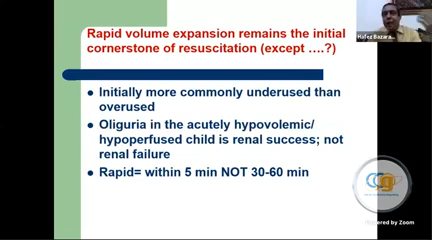 Rapid volume expansion remains the initial
cornerstone of resuscitation (except ….?)
Hafez Bazara...
Initially more commonly underused than
overused
Oliguria in the acutely hypovolemic/
hypoperfused child is renal success; not
renal failure
Rapid= within 5 min NOT 30-60 min
Powered by Zoom